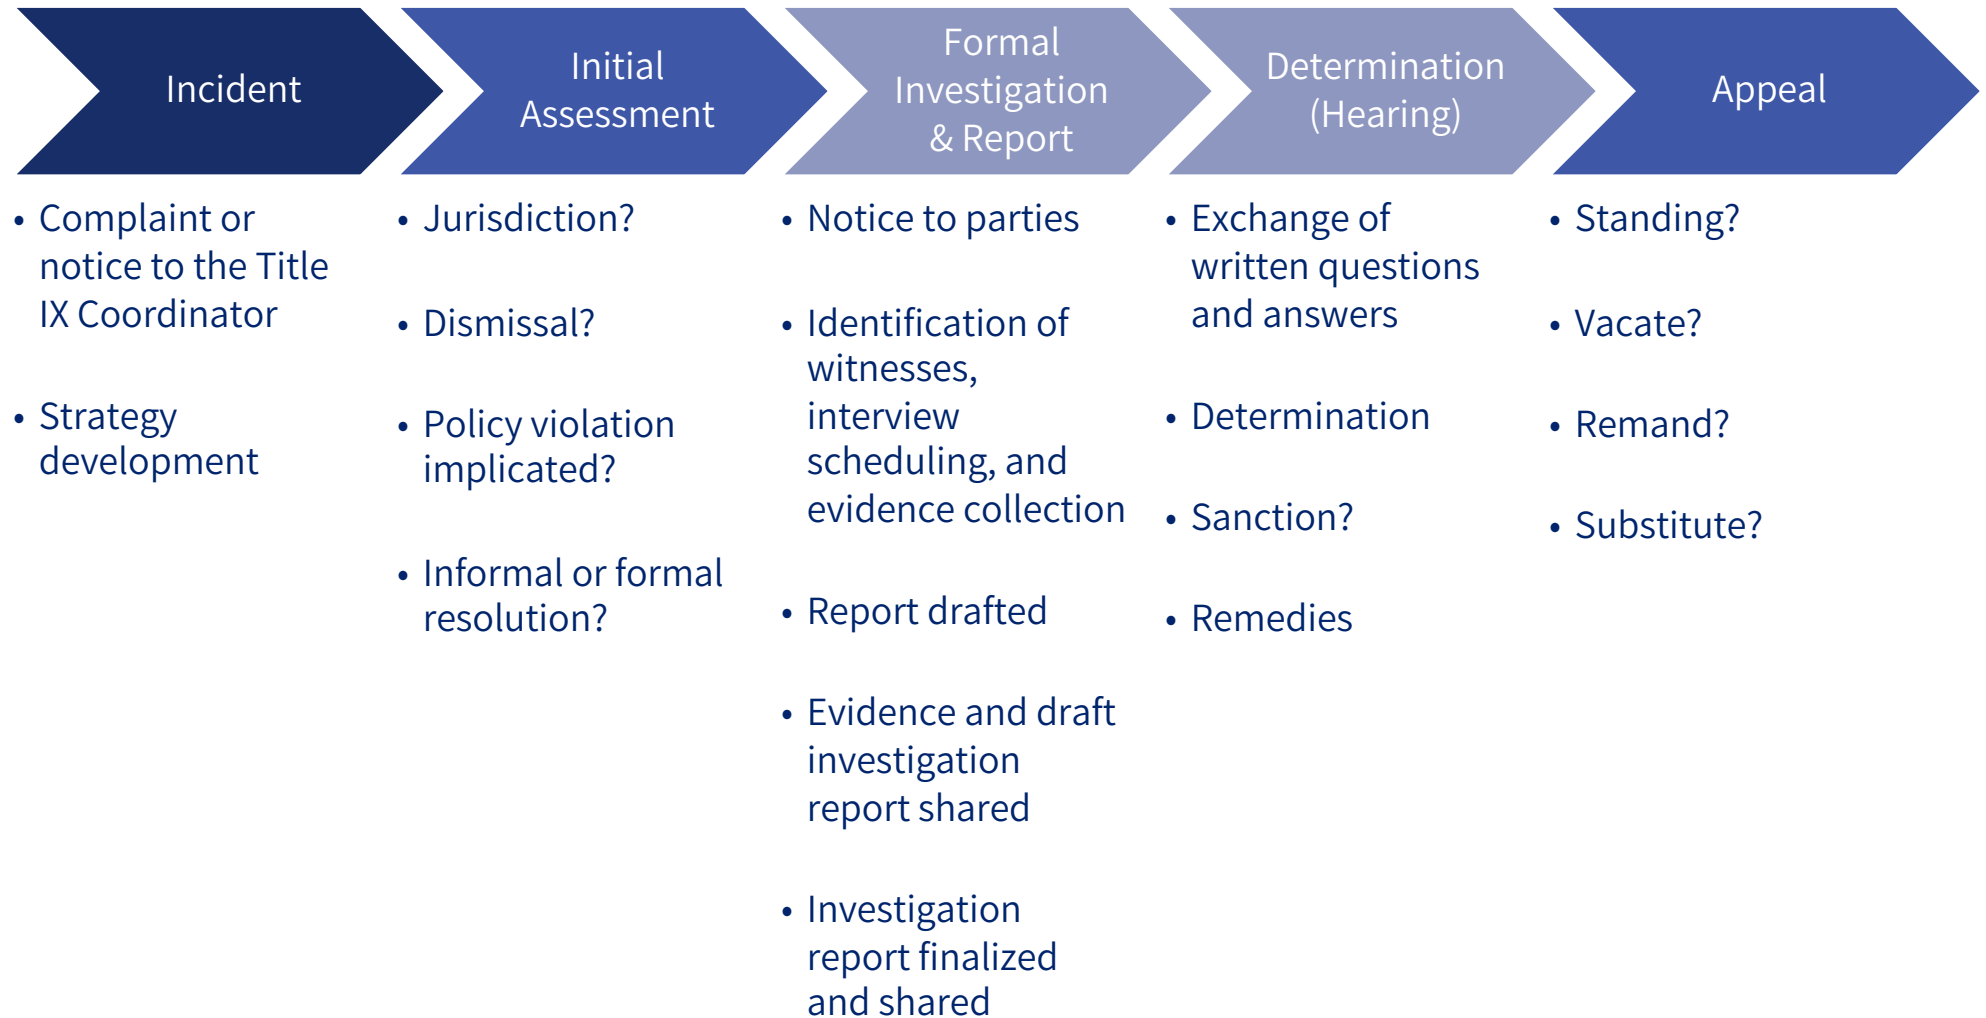 Incident
Initial
Assessment
Formal
Investigation
& Report
Determination
(Hearing)
Appeal
• Complaint or
notice to the Title
IX Coordinator
• Strategy
development
• Jurisdiction?
• Dismissal?
• Policy violation
implicated?
• Informal or formal
resolution?
• Notice to parties
• Identification of
witnesses,
interview
scheduling, and
evidence collection
• Report drafted
• Evidence and draft
investigation
report shared
• Investigation
report finalized
and shared
• Exchange of
written questions
and answers
• Determination
• Sanction?
• Remedies
• Standing?
• Vacate?
• Remand?
• Substitute?